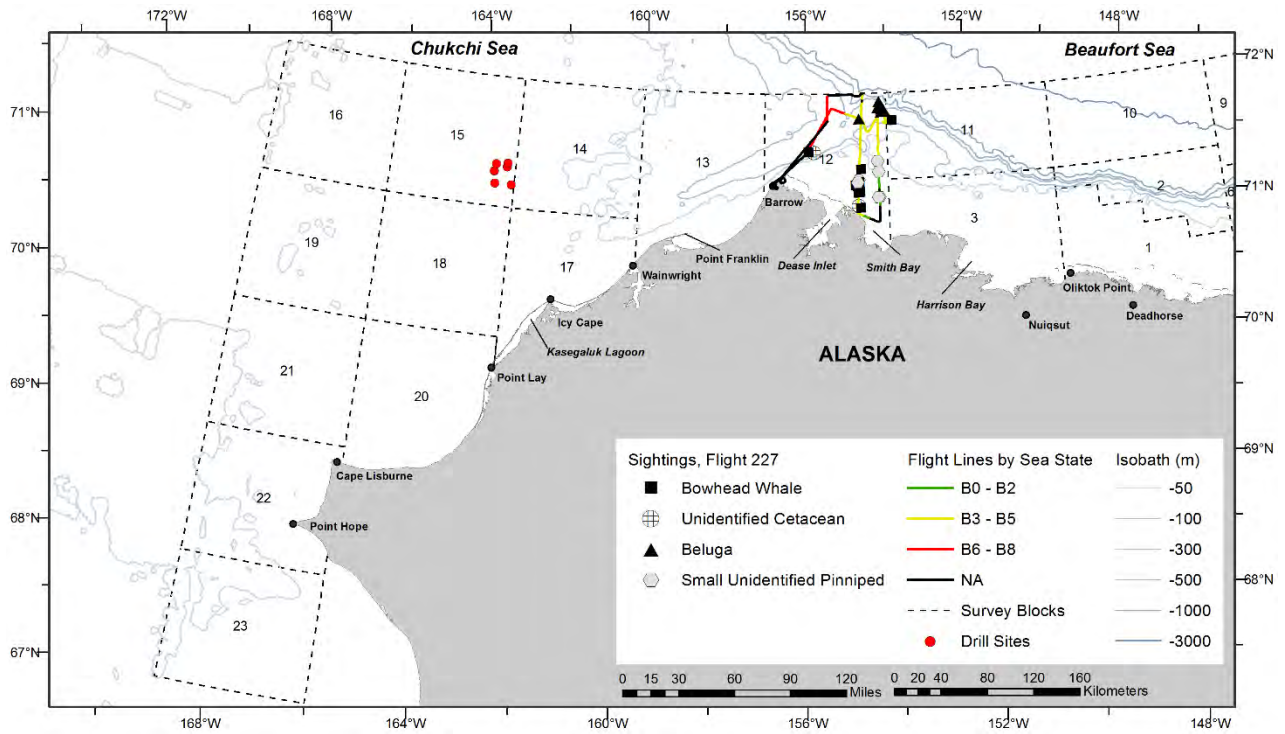 172°W 168°W 164°W 160°W 156°W 152°W 148°W
Chukchi Sea
Beaufort Sea
72°N
71°N
71°N
70°N
70°N
69°N
69°N
68°N
68°N
67°N
16
15
14
13
12
11
10
9
19
18
17
3
2
6
1
21
20
22
23
Barrow
Point Franklin
Wainwright
Dease Inlet
Smith Bay
Harrison Bay
Oliktok Point
Deadhorse
Nuiqsut
Icy Cape
Kasegaluk Lagoon
Point Lay
Cape Lisburne
Point Hope
ALASKA
Sightings, Flight 227
Bowhead Whale
Unidentified Cetacean
Beluga
Small Unidentified Pinniped
Flight Lines by Sea State
B0 - B2
B3 - B5
B6 - B8
NA
Survey Blocks
Drill Sites
Isobath (m)
-50
-100
-300
-500
-1000
-3000
0 15 30 60 90 120
Miles
0 20 40 80 120 160
Kilometers
168°W 164°W 160°W 156°W 152°W 148°W